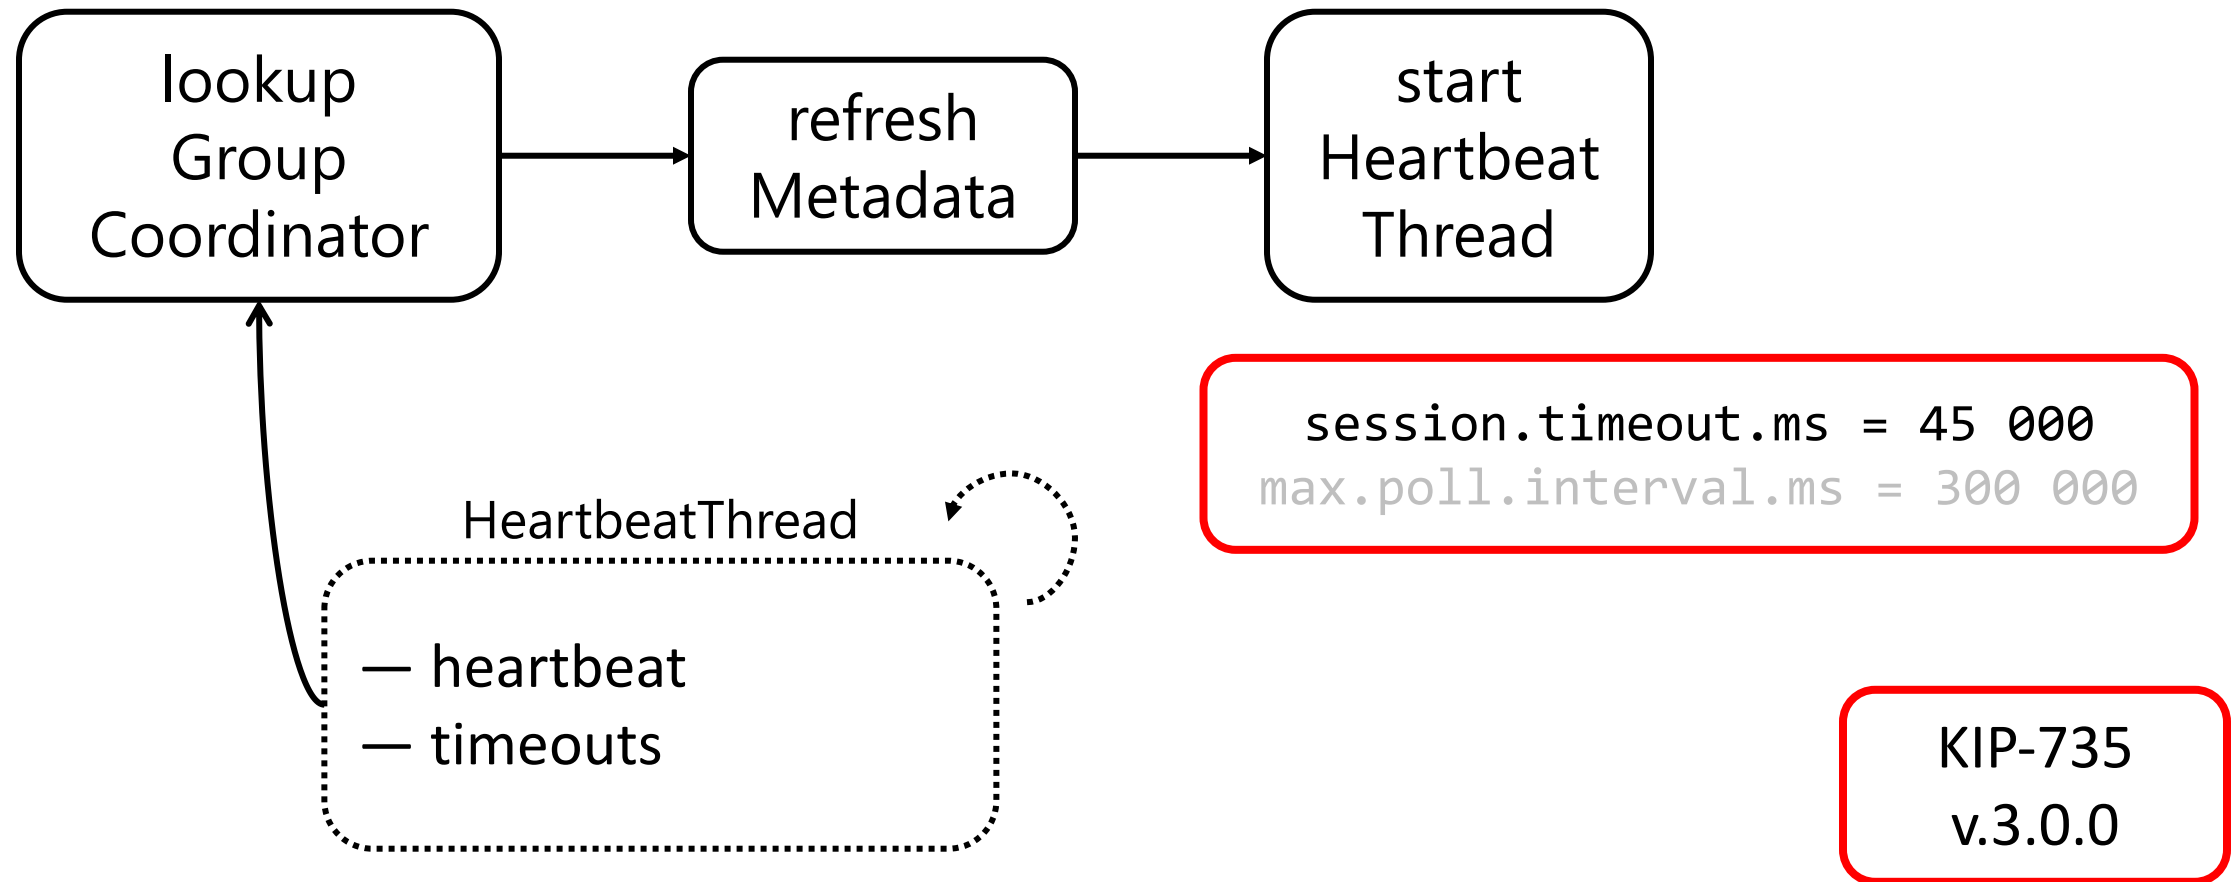 lookup
Group
Coordinator
refresh
Metadata
start
Heartbeat
Thread
session.timeout.ms = 45 000
max.poll.interval.ms = 300 000
HeartbeatThread
— heartbeat
— timeouts
KIP-735
v.3.0.0